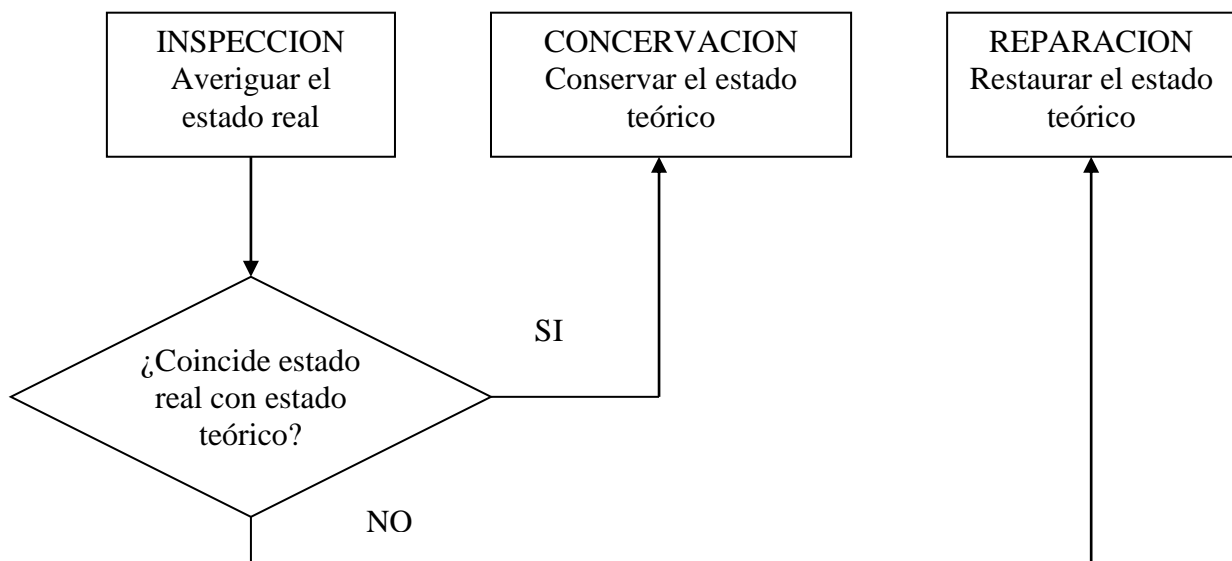 INSPECCION
Averiguar el
estado real
CONCERVACION
Conservar el estado
teórico
REPARACION
Restaurar el estado
teórico
¿Coincide estado
real con estado
teórico?
SI
NO